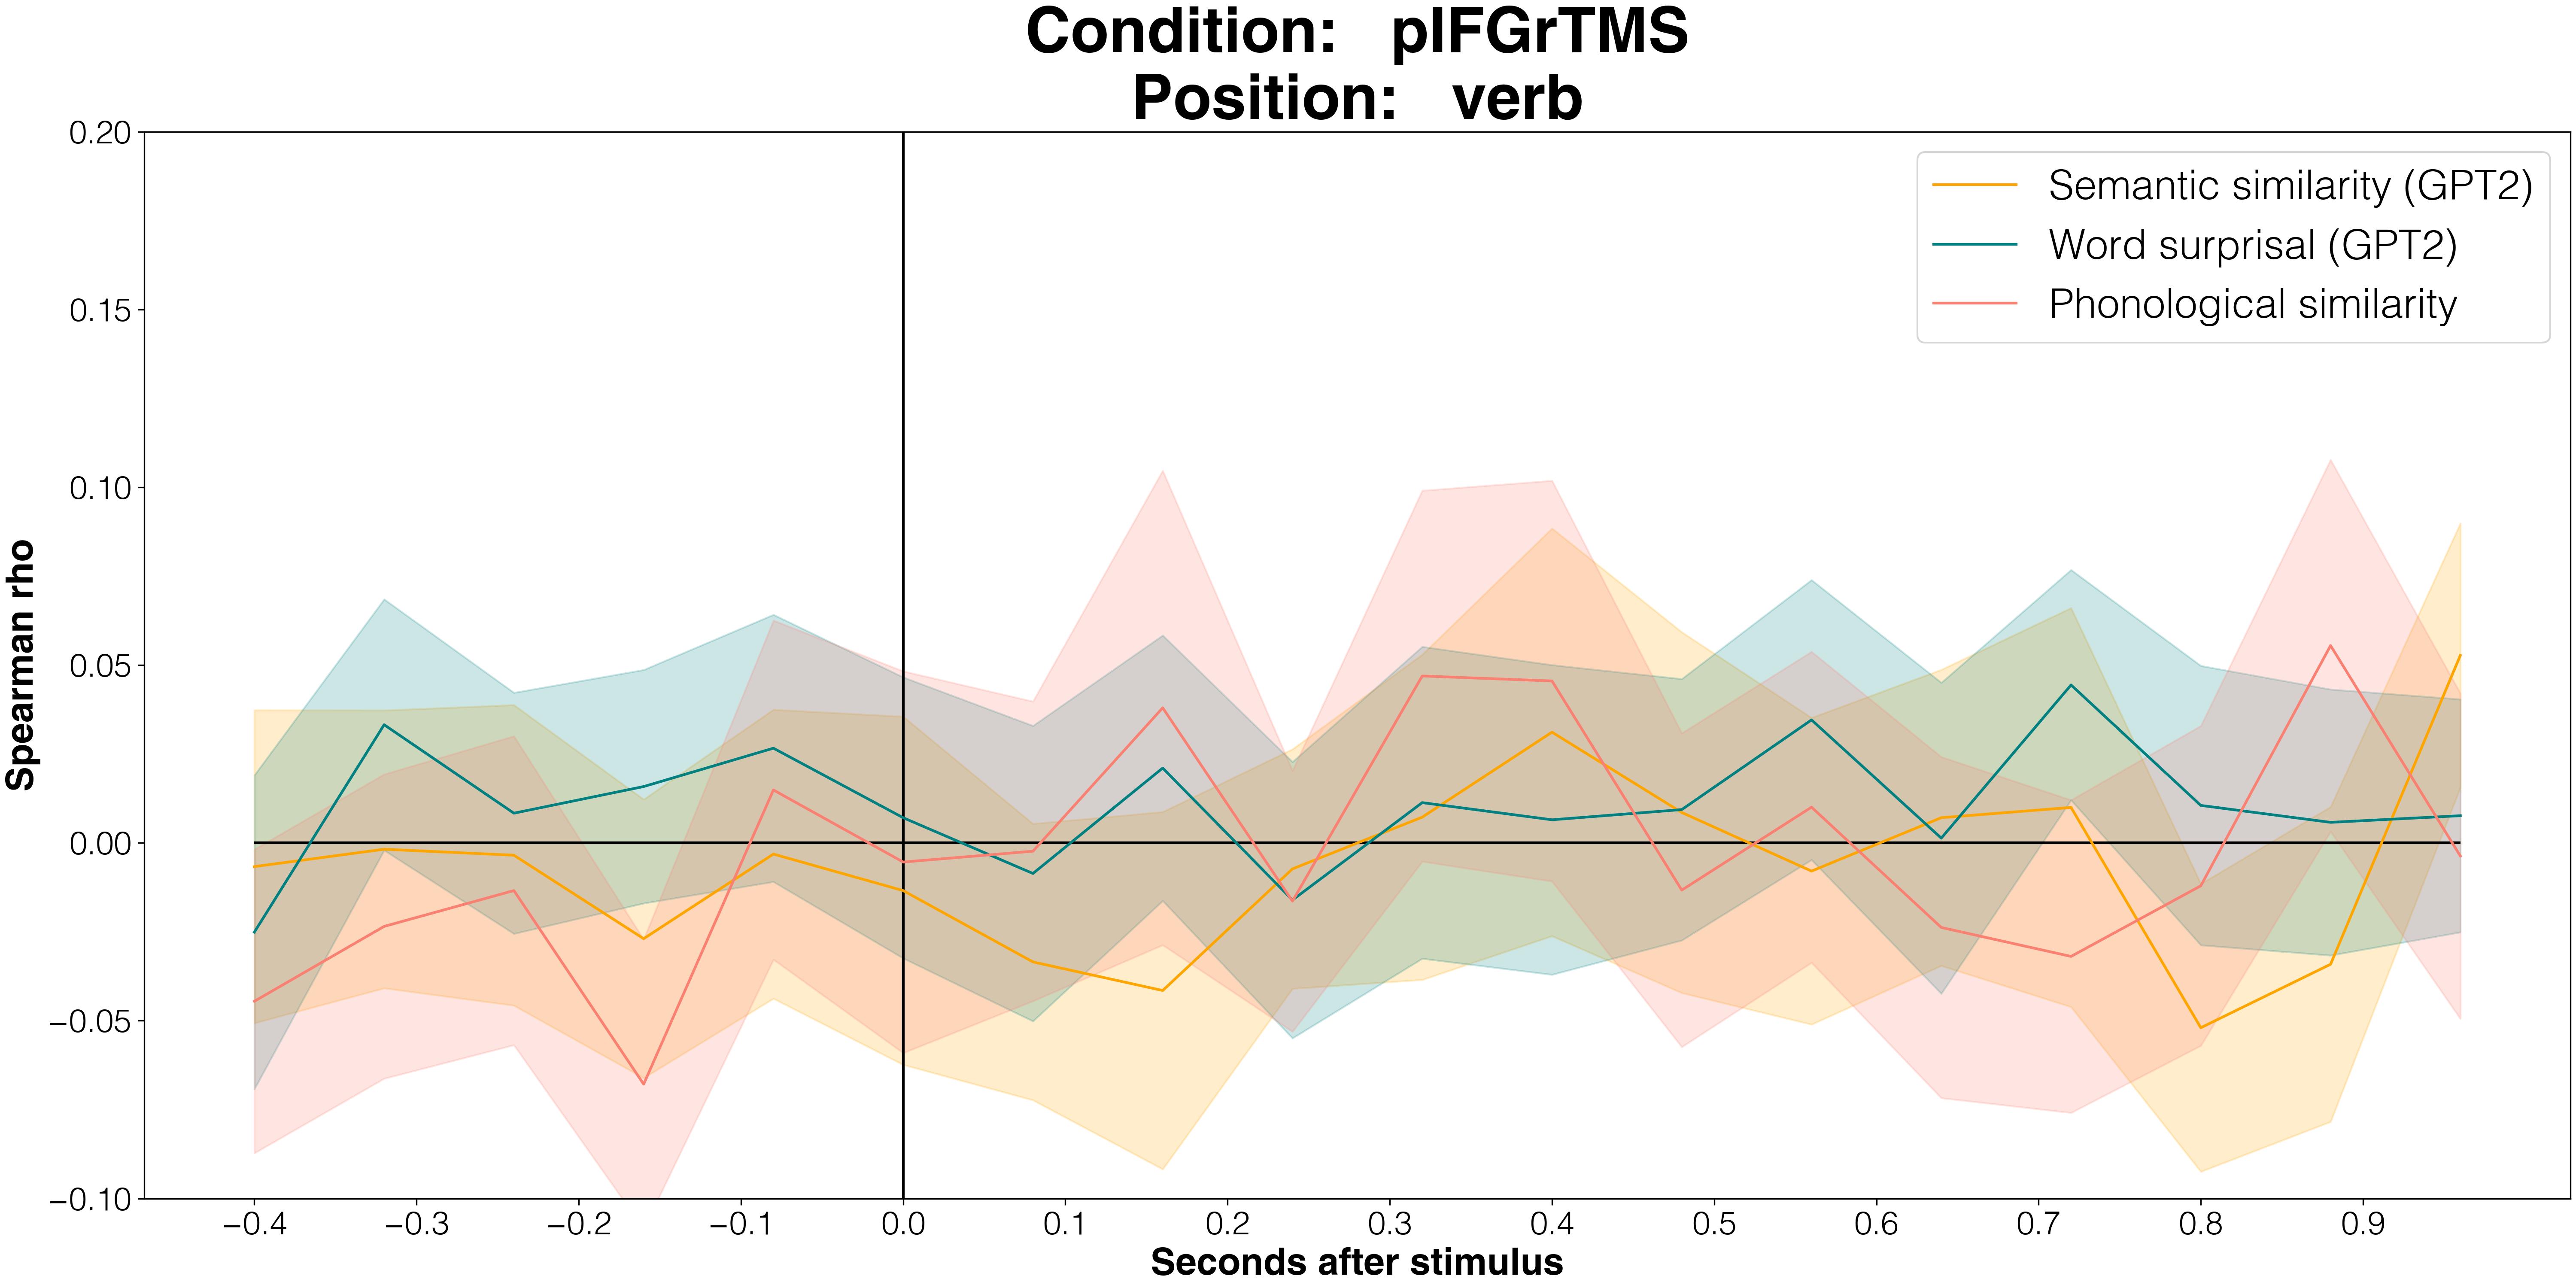 Condition: pIFGrTMS
Position: verb
0.20
0.15
0.10
0.05
0.00
−0.05
−0.10
Spearman rho
Semantic similarity (GPT2)
Word surprisal (GPT2)
Phonological similarity
−0.4 −0.3 −0.2 −0.1 0.0 0.1 0.2 0.3 0.4 0.5 0.6 0.7 0.8 0.9
Seconds after stimulus